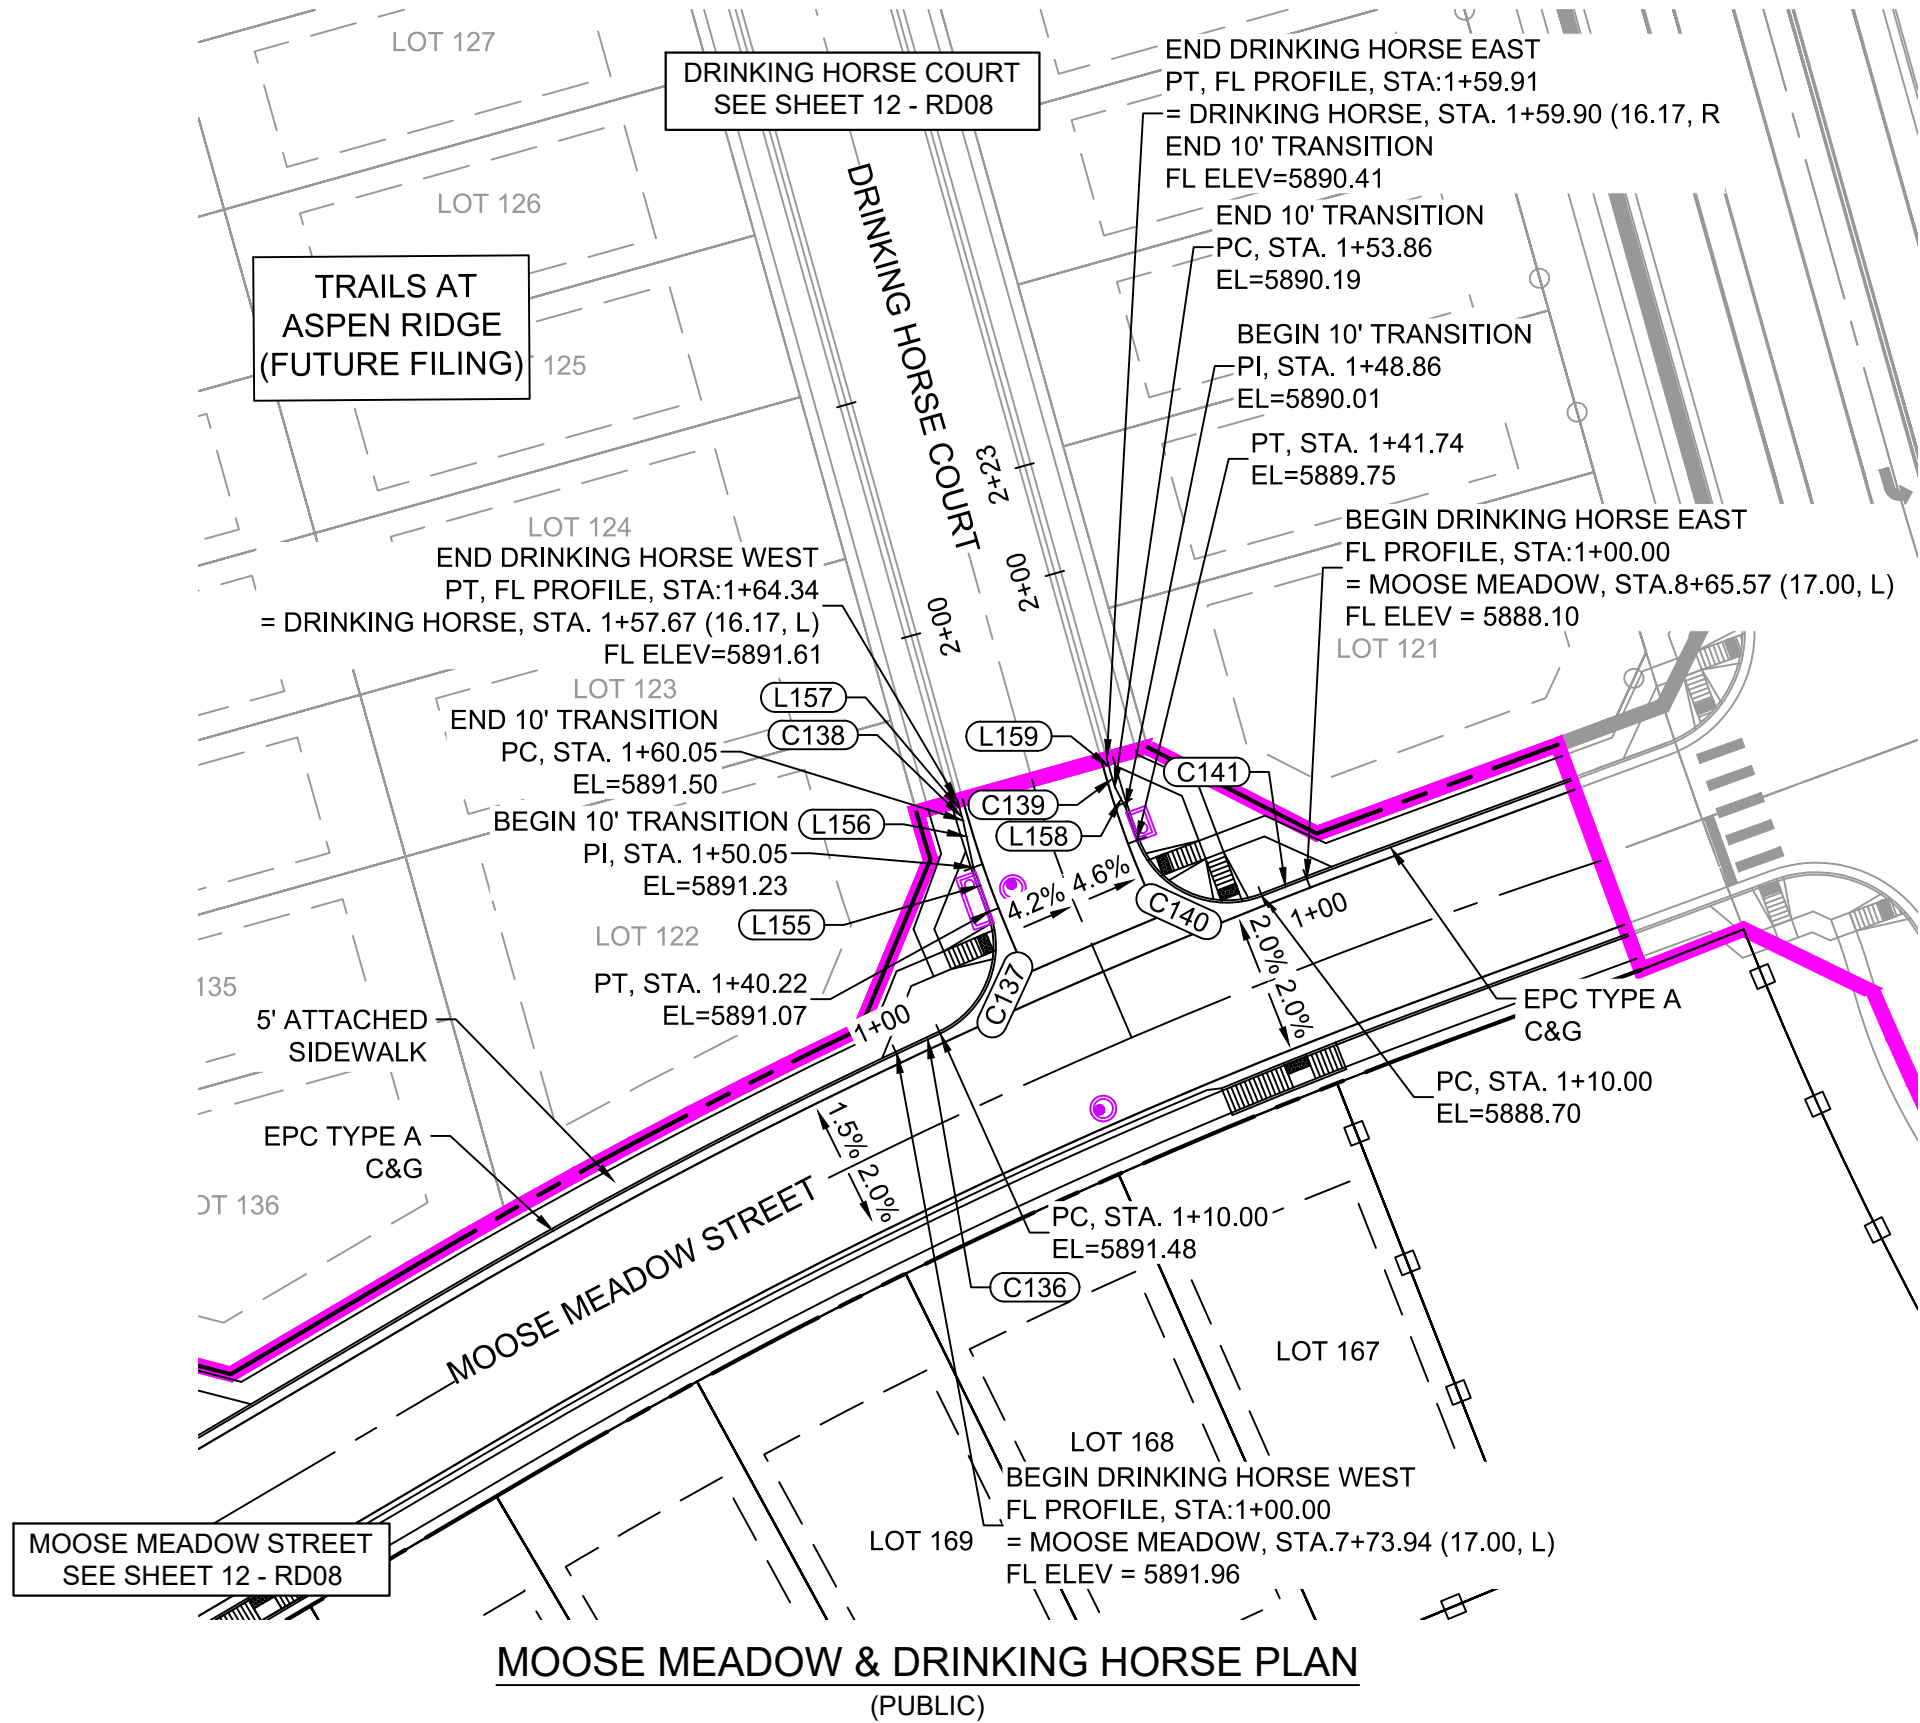 LOT 127
DRINKING HORSE COURT
SEE SHEET 12 - RD08
END DRINKING HORSE EAST
PT, FL PROFILE, STA:1+59.91
= DRINKING HORSE, STA. 1+59.90 (16.17, R
END 10' TRANSITION
FL ELEV=5890.41
LOT 126
END 10' TRANSITION
PC, STA. 1+53.86
EL=5890.19
TRAILS AT
ASPEN RIDGE
(FUTURE FILING)
125
DRINKING HORSE COURT
BEGIN 10' TRANSITION
PI, STA. 1+48.86
EL=5890.01
PT, STA. 1+41.74
EL=5889.75
2+23
LOT 124
BEGIN DRINKING HORSE EAST
FL PROFILE, STA:1+00.00
= MOOSE MEADOW, STA.8+65.57 (17.00, L)
FL ELEV = 5888.10
END DRINKING HORSE WEST
PT, FL PROFILE, STA:1+64.34
= DRINKING HORSE, STA. 1+57.67 (16.17, L)
FL ELEV=5891.61
2+00
2+00
LOT 121
LOT 123
L157
END 10' TRANSITION
PC, STA. 1+60.05
EL=5891.50
C138
L159
C141
C139
BEGIN 10' TRANSITION
PI, STA. 1+50.05
EL=5891.23
L156
L158
4.2%
4.6%
L155
C140
1+00
LOT 122
2.0%
2.0%
135
PT, STA. 1+40.22
EL=5891.07
C137
1+00
5' ATTACHED
SIDEWALK
EPC TYPE A
C&G
PC, STA. 1+10.00
EL=5888.70
EPC TYPE A
C&G
1.5%
2.0%
OT 136
MOOSE MEADOW STREET
PC, STA. 1+10.00
EL=5891.48
C136
LOT 167
LOT 168
BEGIN DRINKING HORSE WEST
FL PROFILE, STA:1+00.00
= MOOSE MEADOW, STA.7+73.94 (17.00, L)
FL ELEV = 5891.96
LOT 169
MOOSE MEADOW STREET
SEE SHEET 12 - RD08
MOOSE MEADOW & DRINKING HORSE PLAN
(PUBLIC)